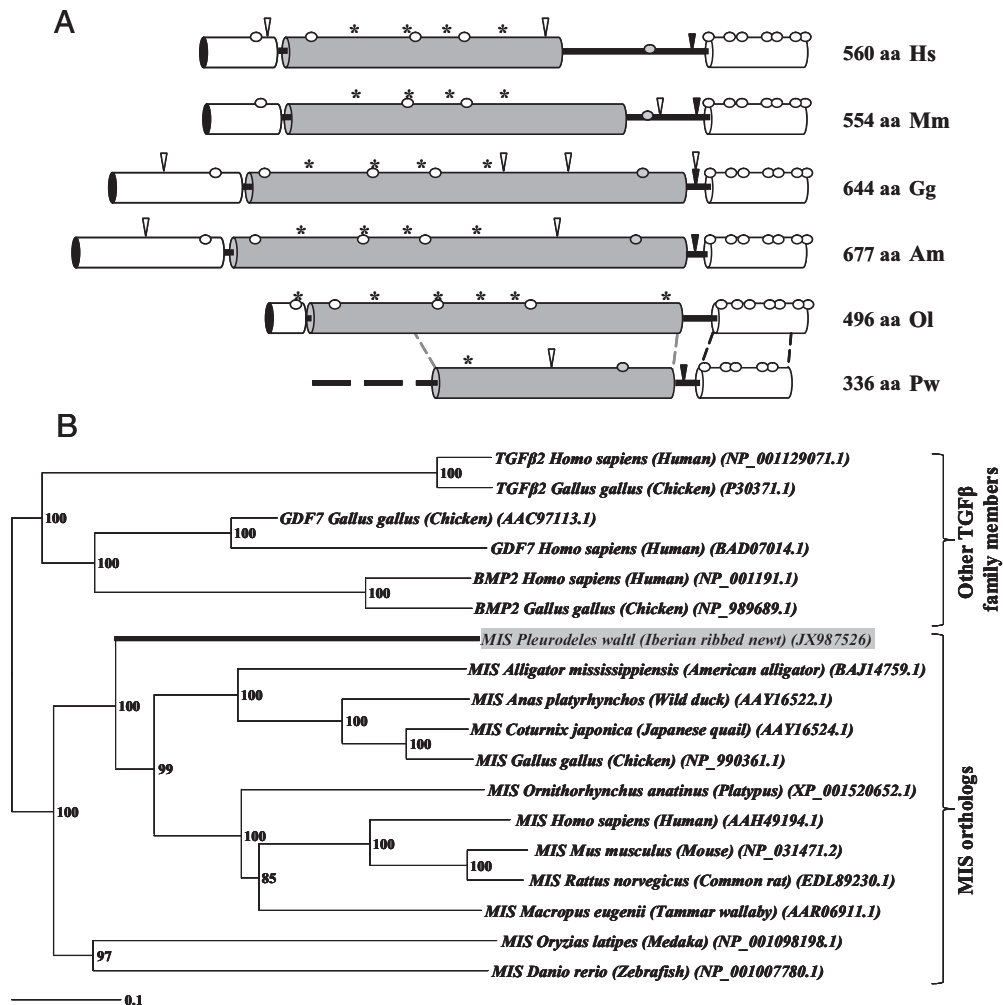 A
* * * *
560 aa Hs
* * * *
554 aa Mm
* * * *
644 aa Gg
* * * *
677 aa Am
* * * * * *
496 aa Ol
*
336 aa Pw
B
TGFβ2 Homo sapiens (Human) (NP_001129071.1)
100
TGFβ2 Gallus gallus (Chicken) (P30371.1)
100
GDF7 Gallus gallus (Chicken) (AAC97113.1)
100
GDF7 Homo sapiens (Human) (BAD07014.1)
100
BMP2 Homo sapiens (Human) (NP_001191.1)
100
BMP2 Gallus gallus (Chicken) (NP_989689.1)
Other TGFβ
family members
MIS Pleurodeles waltl (Iberian ribbed newt) (JX987526)
MIS Alligator mississippiensis (American alligator) (BAJ14759.1)
100
100
MIS Anas platyrhynchos (Wild duck) (AAY16522.1)
100
MIS Coturnix japonica (Japanese quail) (AAY16524.1)
100
MIS Gallus gallus (Chicken) (NP_990361.1)
99
MIS Ornithorhynchus anatinus (Platypus) (XP_001520652.1)
100
MIS Homo sapiens (Human) (AAH49194.1)
100
100
MIS Mus musculus (Mouse) (NP_031471.2)
100
MIS Rattus norvegicus (Common rat) (EDL89230.1)
85
MIS Macropus eugenii (Tammar wallaby) (AAR06911.1)
MIS Oryzias latipes (Medaka) (NP_001098198.1)
97
MIS Danio rerio (Zebrafish) (NP_001007780.1)
MIS orthologs
0.1